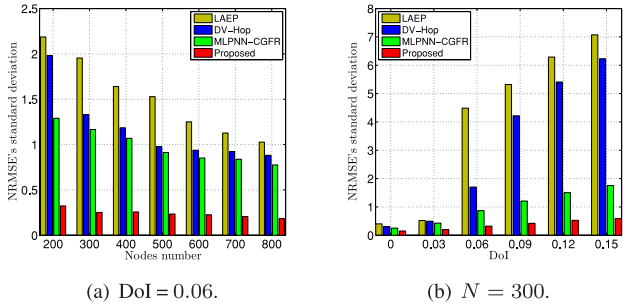 LAEP
DV-Hop
MLPNN-CGFR
Proposed
NRMSE's standard deviation
2.5
2
1.5
1
0.5
0
200 300 400 500 600 700 800
Nodes number
(a) DoI = 0.06.
LAEP
DV-Hop
MLPNN-CGFR
Proposed
NRMSE's standard deviation
8
7
6
5
4
3
2
1
0
0 0.03 0.06 0.09 0.12 0.15
DoI
(b) N = 300.